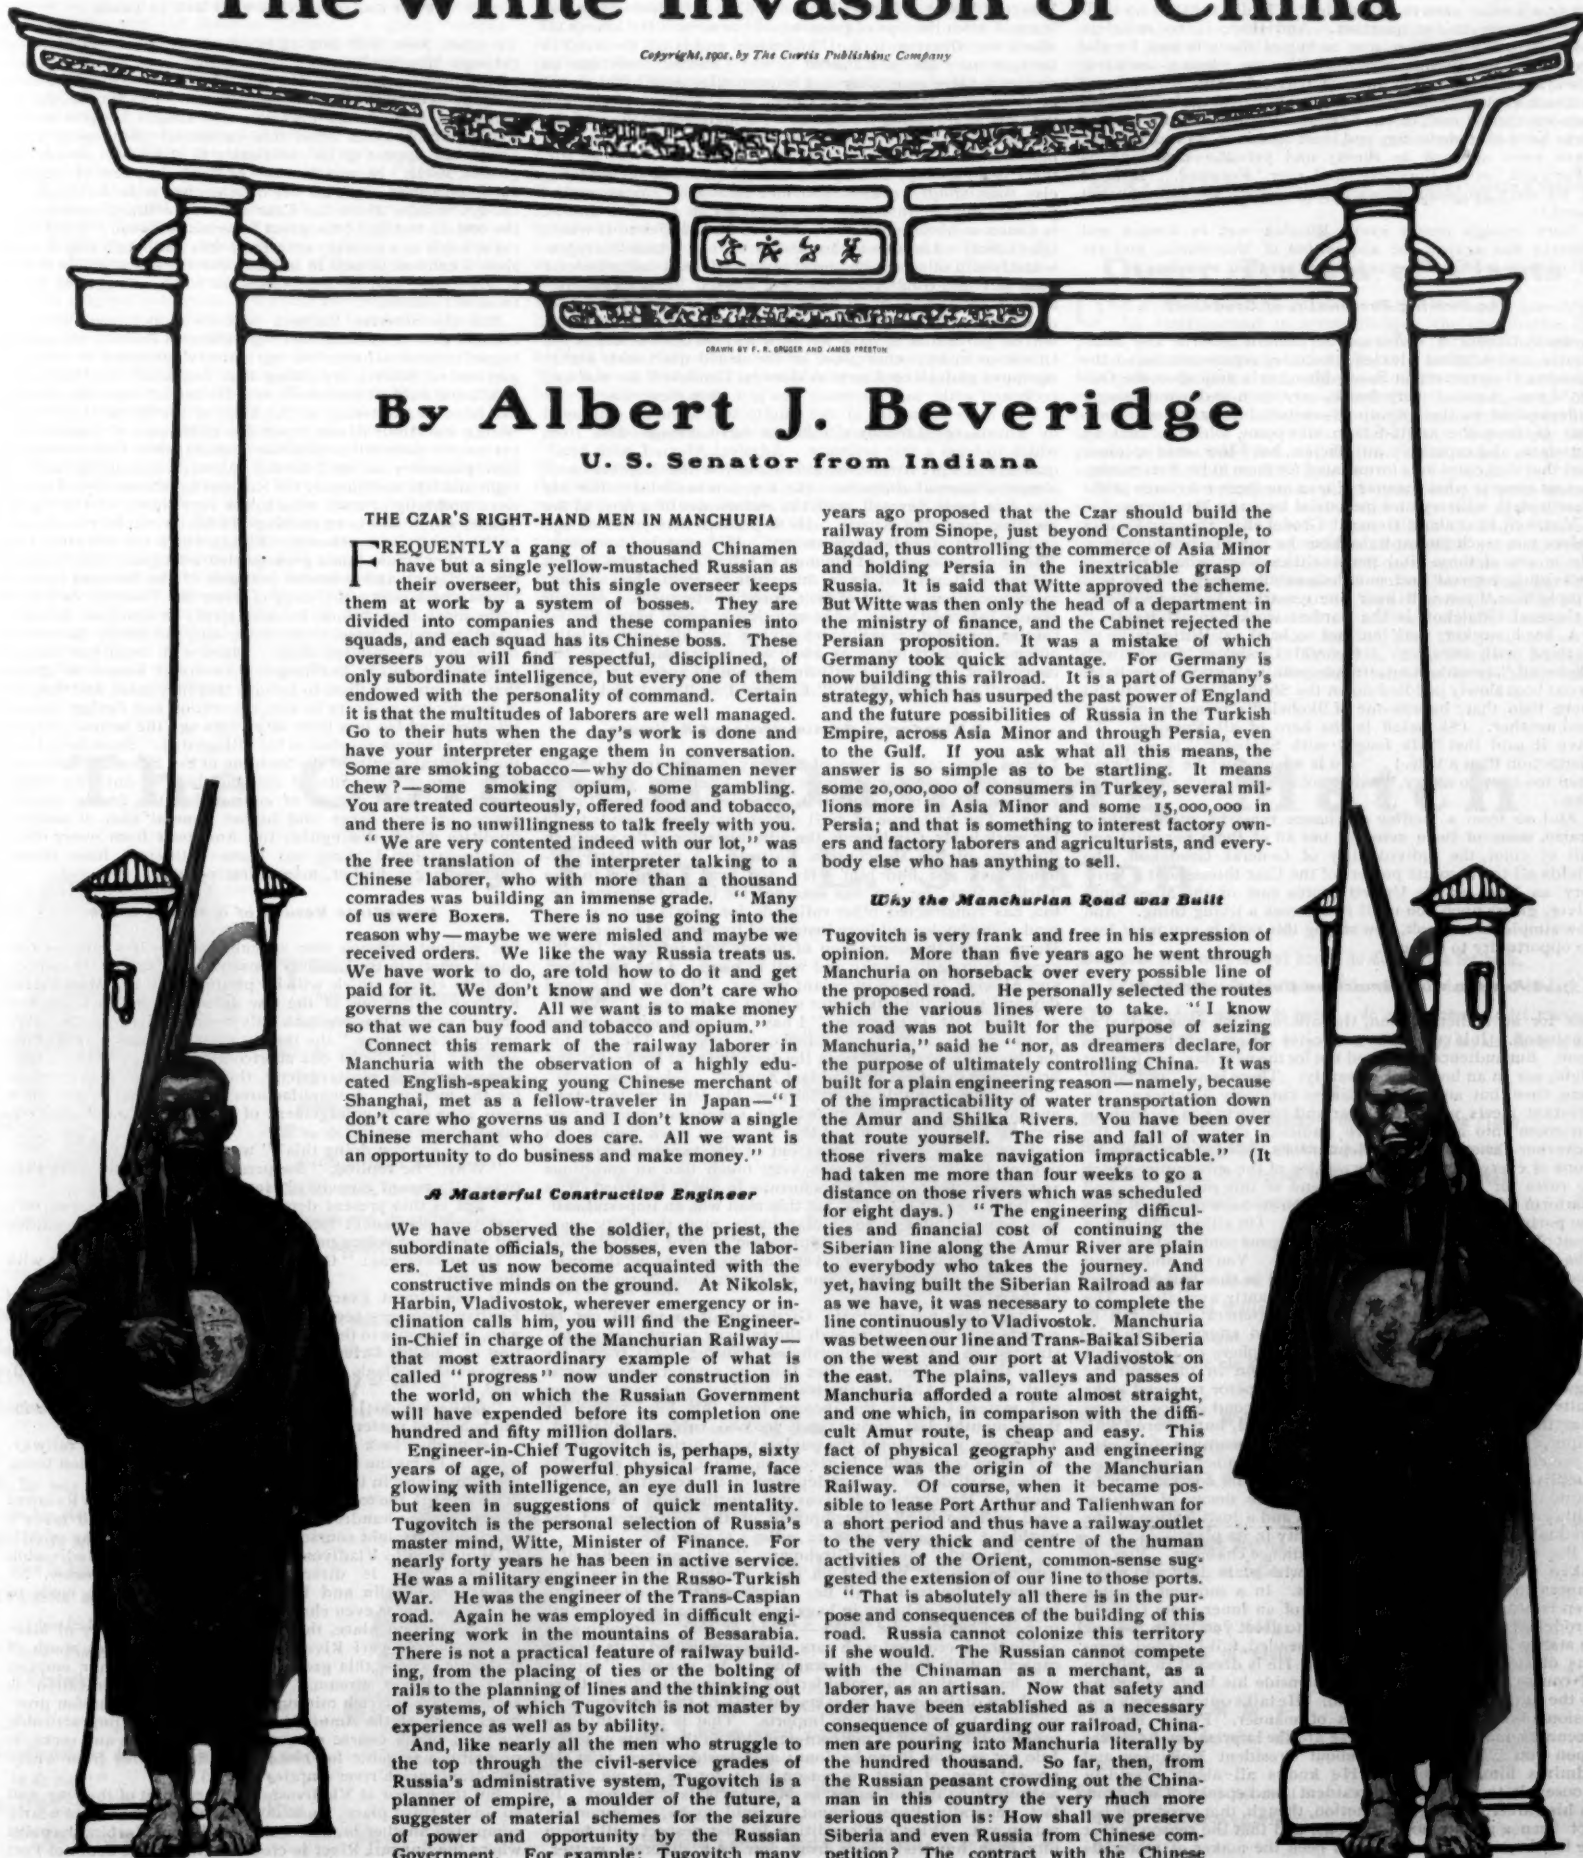 The White Invasion of China
Copyright, 1901, by The Curtis Publishing Company
DRAWN BY F. R. GRUGER AND JAMES PRESTON
By Albert J. Beveridge
U. S. Senator from Indiana
THE CZAR'S RIGHT-HAND MEN IN MANCHURIA
FREQUENTLY a gang of a thousand Chinamen
have but a single yellow-mustached Russian as
their overseer, but this single overseer keeps
them at work by a system of bosses. They are
divided into companies and these companies into
squads, and each squad has its Chinese boss. These
overseers you will find respectful, disciplined, of
only subordinate intelligence, but every one of them
endowed with the personality of command. Certain
it is that the multitudes of laborers are well managed.
Go to their huts when the day's work is done and
have your interpreter engage them in conversation.
Some are smoking tobacco—why do Chinamen never
chew?—some smoking opium, some gambling.
You are treated courteously, offered food and tobacco,
and there is no unwillingness to talk freely with you.
"We are very contented indeed with our lot," was
the free translation of the interpreter talking to a
Chinese laborer, who with more than a thousand
comrades was building an immense grade. "Many
of us were Boxers. There is no use going into the
reason why—maybe we were misled and maybe we
received orders. We like the way Russia treats us.
We have work to do, are told how to do it and get
paid for it. We don't know and we don't care who
governs the country. All we want is to make money
so that we can buy food and tobacco and opium."
Connect this remark of the railway laborer in
Manchuria with the observation of a highly edu-
cated English-speaking young Chinese merchant of
Shanghai, met as a fellow-traveler in Japan—"I
don't care who governs us and I don't know a single
Chinese merchant who does care. All we want is
an opportunity to do business and make money."
A Masterful Constructive Engineer
We have observed the soldier, the priest, the
subordinate officials, the bosses, even the labor-
ers. Let us now become acquainted with the
constructive minds on the ground. At Nikolsk,
Harbin, Vladivostok, wherever emergency or in-
clination calls him, you will find the Engineer-
in-Chief in charge of the Manchurian Railway—
that most extraordinary example of what is
called "progress" now under construction in
the world, on which the Russian Government
will have expended before its completion one
hundred and fifty million dollars.
Engineer-in-Chief Tugovitch is, perhaps, sixty
years of age, of powerful physical frame, face
glowing with intelligence, an eye dull in lustre
but keen in suggestions of quick mentality.
Tugovitch is the personal selection of Russia's
master mind, Witte, Minister of Finance. For
nearly forty years he has been in active service.
He was a military engineer in the Russo-Turkish
War. He was the engineer of the Trans-Caspian
road. Again he was employed in difficult engi-
neering work in the mountains of Bessarabia.
There is not a practical feature of railway build-
ing, from the placing of ties or the bolting of
rails to the planning of lines and the thinking out
of systems, of which Tugovitch is not master by
experience as well as by ability.
And, like nearly all the men who struggle to
the top through the civil-service grades of
Russia's administrative system, Tugovitch is a
planner of empire, a moulder of the future, a
suggester of material schemes for the seizure
of power and opportunity by the Russian
Government. For example: Tugovitch many
years ago proposed that the Czar should build the
railway from Sinope, just beyond Constantinople, to
Bagdad, thus controlling the commerce of Asia Minor
and holding Persia in the inextricable grasp of
Russia. It is said that Witte approved the scheme.
But Witte was then only the head of a department in
the ministry of finance, and the Cabinet rejected the
Persian proposition. It was a mistake of which
Germany took quick advantage. For Germany is
now building this railroad. It is a part of Germany's
strategy, which has usurped the past power of England
and the future possibilities of Russia in the Turkish
Empire, across Asia Minor and through Persia, even
to the Gulf. If you ask what all this means, the
answer is so simple as to be startling. It means
some 20,000,000 of consumers in Turkey, several mil-
lions more in Asia Minor and some 15,000,000 in
Persia; and that is something to interest factory own-
ers and factory laborers and agriculturists, and every-
body else who has anything to sell.
Why the Manchurian Road was Built
Tugovitch is very frank and free in his expression of
opinion. More than five years ago he went through
Manchuria on horseback over every possible line of
the proposed road. He personally selected the routes
which the various lines were to take. "I know
the road was not built for the purpose of seizing
Manchuria," said he "nor, as dreamers declare, for
the purpose of ultimately controlling China. It was
built for a plain engineering reason—namely, because
of the impracticability of water transportation down
the Amur and Shilka Rivers. You have been over
that route yourself. The rise and fall of water in
those rivers make navigation impracticable." (It
had taken me more than four weeks to go a
distance on those rivers which was scheduled
for eight days.) "The engineering difficul-
ties and financial cost of continuing the
Siberian line along the Amur River are plain
to everybody who takes the journey. And
yet, having built the Siberian Railroad as far
as we have, it was necessary to complete the
line continuously to Vladivostok. Manchuria
was between our line and Trans-Baikal Siberia
on the west and our port at Vladivostok on
the east. The plains, valleys and passes of
Manchuria afforded a route almost straight,
and one which, in comparison with the diffi-
cult Amur route, is cheap and easy. This
fact of physical geography and engineering
science was the origin of the Manchurian
Railway. Of course, when it became pos-
sible to lease Port Arthur and Talienhwan for
a short period and thus have a railway outlet
to the very thick and centre of the human
activities of the Orient, common-sense sug-
gested the extension of our line to those ports.
"That is absolutely all there is in the pur-
pose and consequences of the building of this
road. Russia cannot colonize this territory
if she would. The Russian cannot compete
with the Chinaman as a merchant, as a
laborer, as an artisan. Now that safety and
order have been established as a necessary
consequence of guarding our railroad, China-
men are pouring into Manchuria literally by
the hundred thousand. So far, then, from
the Russian peasant crowding out the China-
man in this country the very much more
serious question is: How shall we preserve
Siberia and even Russia from Chinese com-
petition? The contract with the Chinese